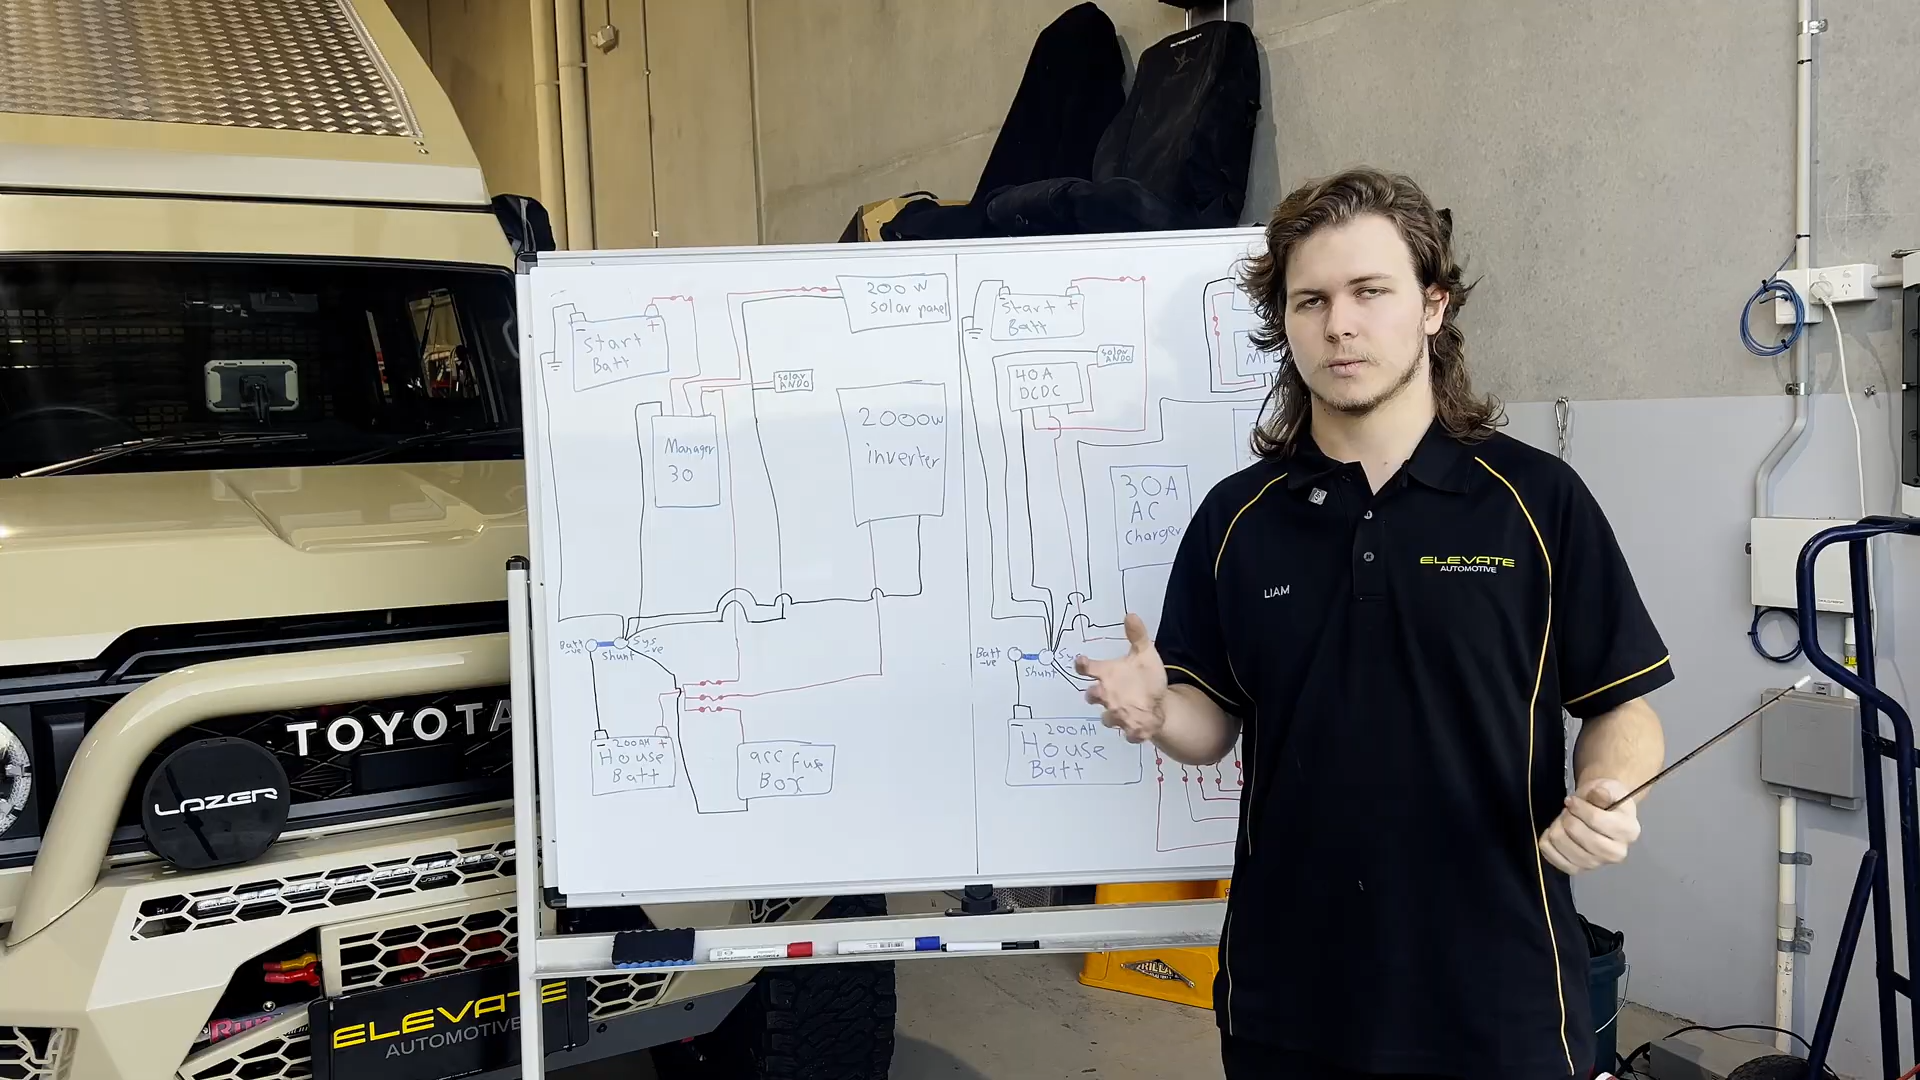 200 W
solar panel
Start
Batt
- +
solar
ANDO
Manager
30
2000w
inverter
Batt
-ve
Sys
-ve
shunt
- 200AH +
House
Batt
acc fuse
Box
Start
Batt
- +
solar
ANDO
40A
DCDC
30A
AC
Charger
Batt
-ve
Sys
shunt
200AH
House
Batt
TOYOTA
LAZER
ELEVATE
AUTOMOTIVE
LIAM
ELEVATE
AUTOMOTIVE